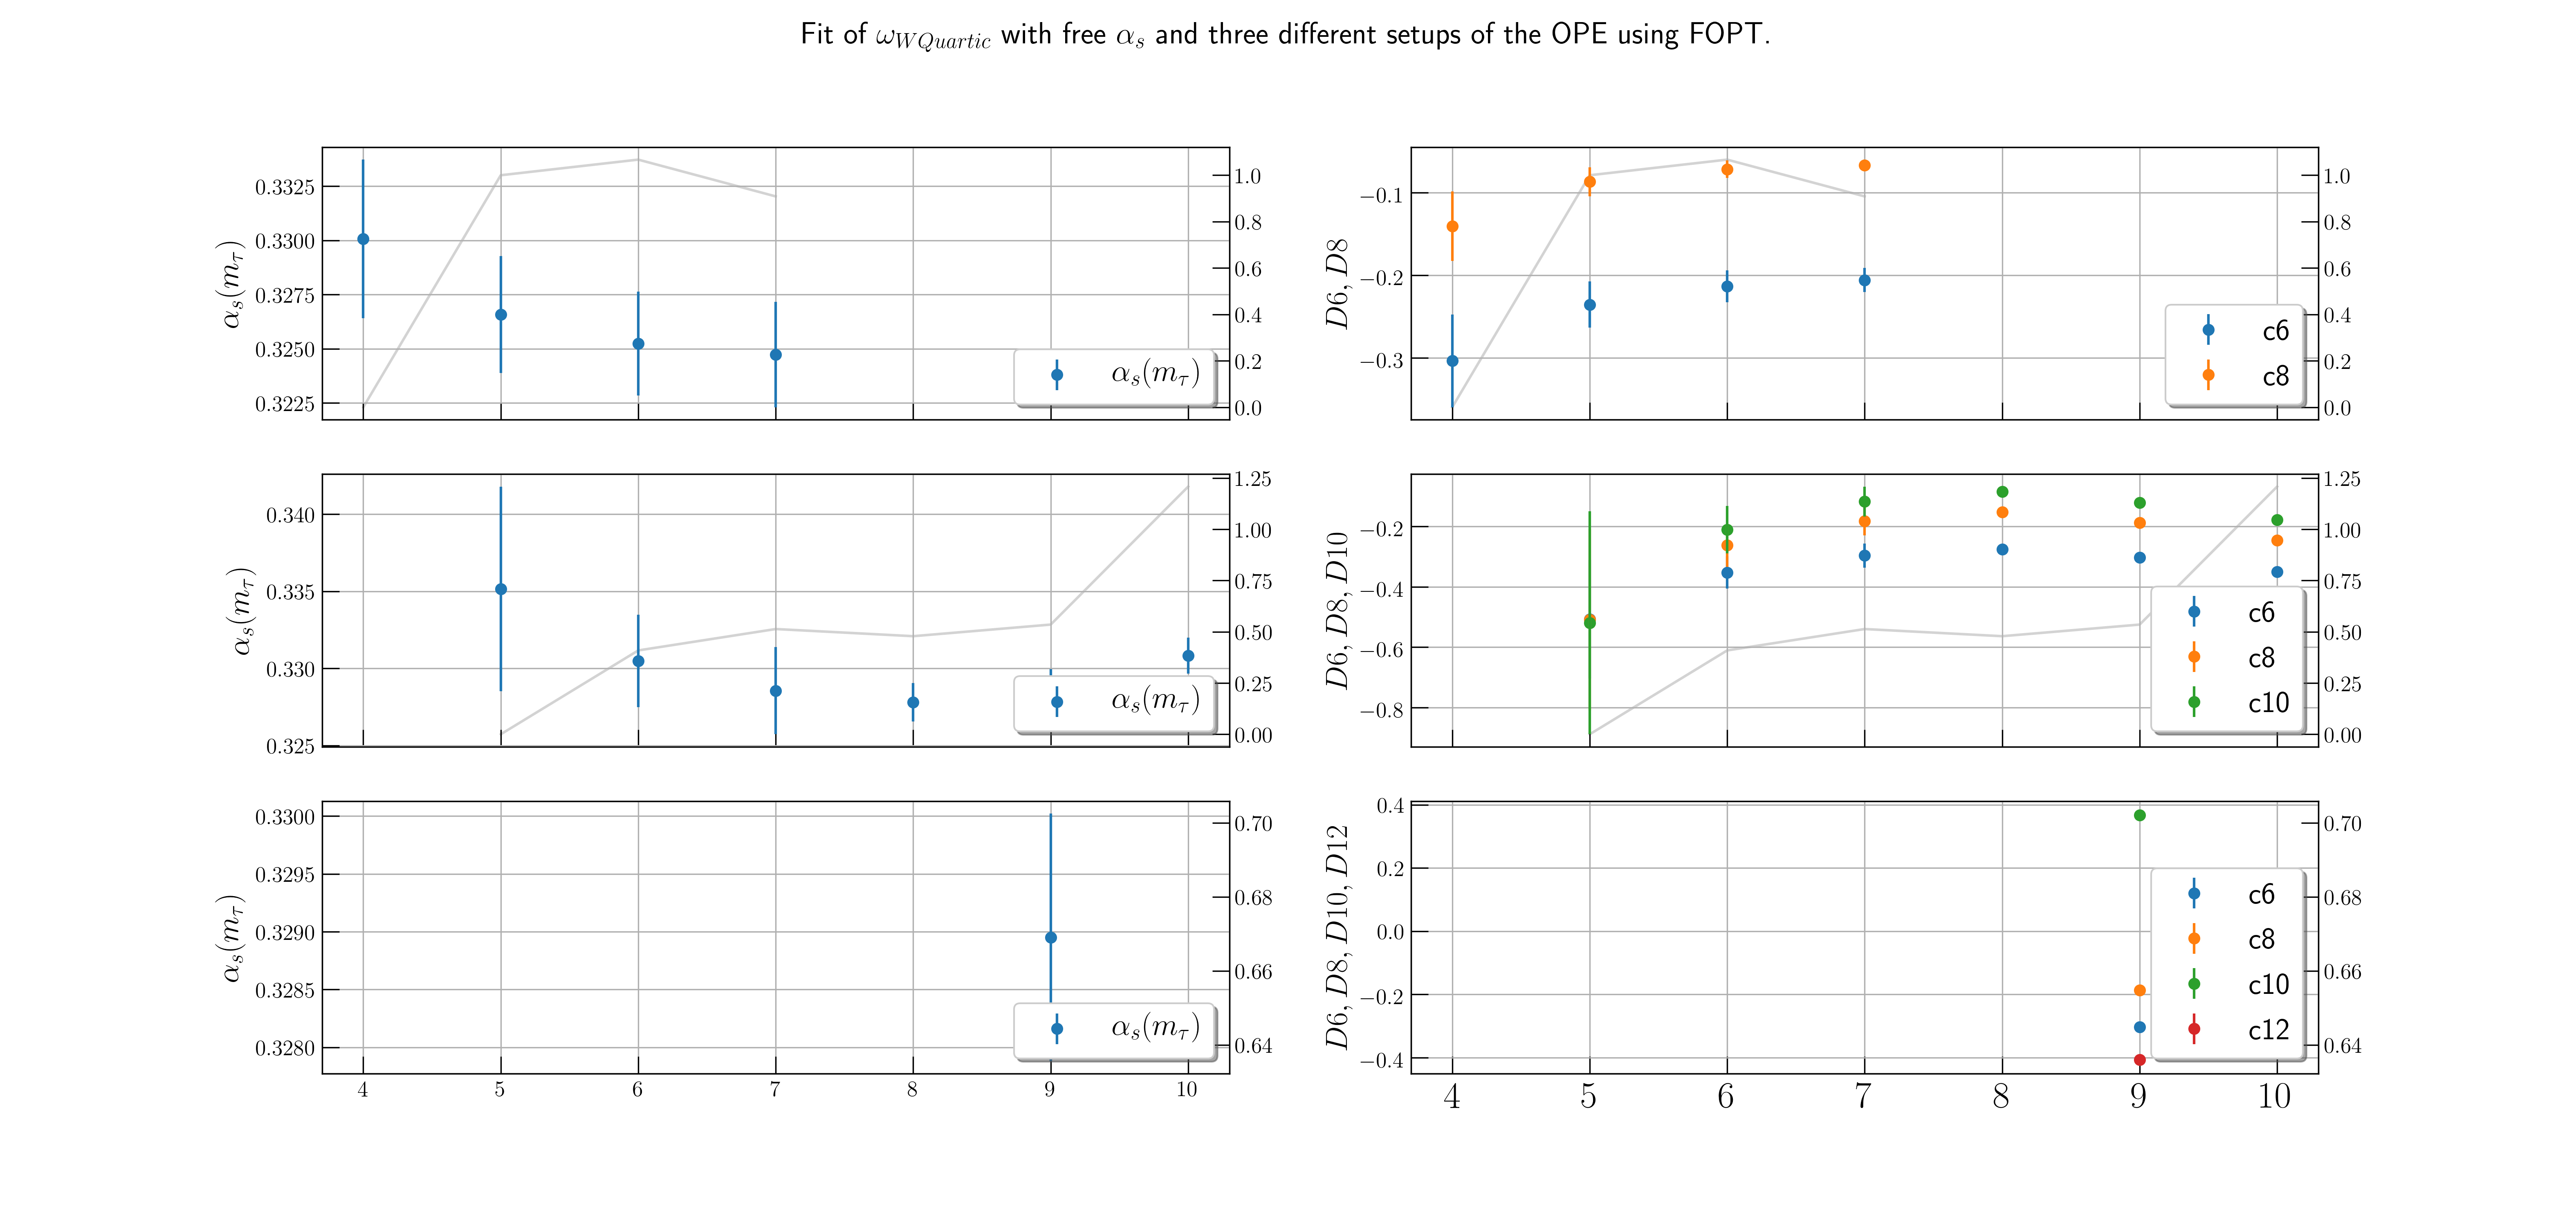 Fit of ω_{WQuartic} with free α_s and three different setups of the OPE using FOPT.
α_s(m_τ)
0.3325
0.3300
0.3275
0.3250
0.3225
1.0
0.8
0.6
0.4
0.2
0.0
α_s(m_τ)
D6, D8
−0.1
−0.2
−0.3
1.0
0.8
0.6
0.4
0.2
0.0
c6
c8
α_s(m_τ)
0.340
0.335
0.330
0.325
1.25
1.00
0.75
0.50
0.25
0.00
α_s(m_τ)
D6, D8, D10
−0.2
−0.4
−0.6
−0.8
1.25
1.00
0.75
0.50
0.25
0.00
c6
c8
c10
α_s(m_τ)
0.3300
0.3295
0.3290
0.3285
0.3280
0.70
0.68
0.66
0.64
α_s(m_τ)
4 5 6 7 8 9 10
D6, D8, D10, D12
0.4
0.2
0.0
−0.2
−0.4
0.70
0.68
0.66
0.64
c6
c8
c10
c12
4 5 6 7 8 9 10